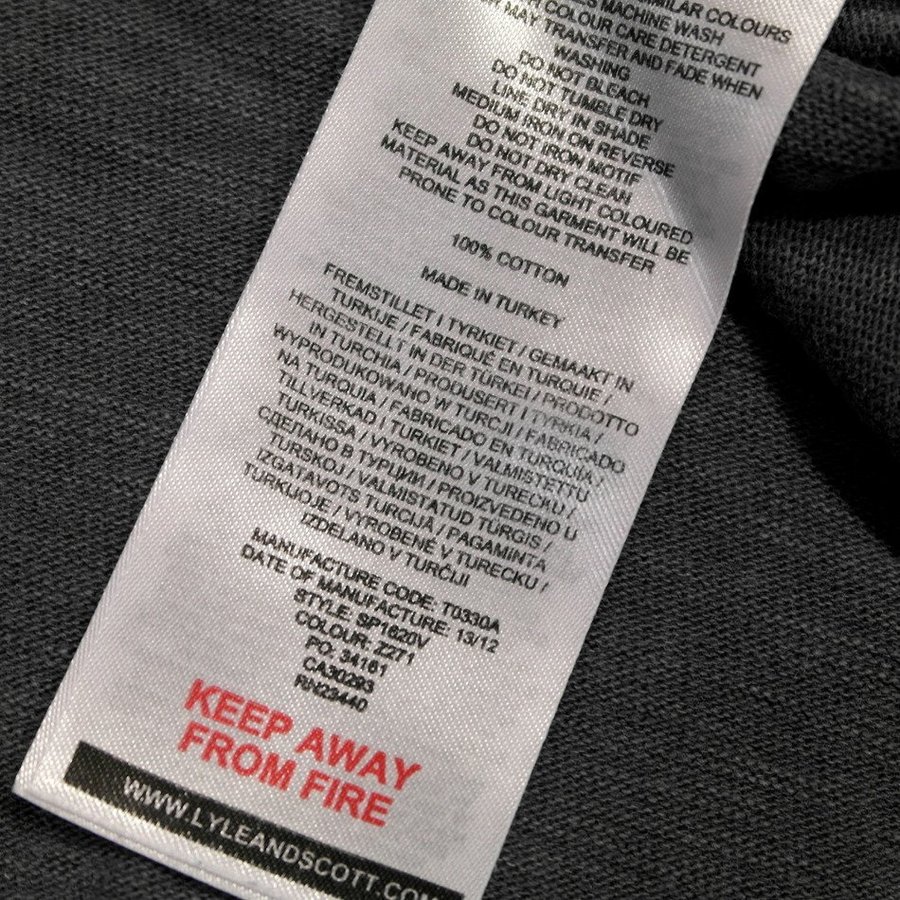 SIMILAR COLOURS
MACHINE WASH
COLOUR CARE DETERGENT
MAY TRANSFER AND FADE WHEN
WASHING
DO NOT BLEACH
DO NOT TUMBLE DRY
LINE DRY IN SHADE
MEDIUM IRON ON REVERSE
DO NOT IRON MOTIF
DO NOT DRY CLEAN
KEEP AWAY FROM LIGHT COLOURED
MATERIAL AS THIS GARMENT WILL BE
PRONE TO COLOUR TRANSFER
100% COTTON
MADE IN TURKEY
FREMSTILLET I TYRKIET / GEMAAKT IN
TURKIJE / FABRIQUÉ EN TURQUIE /
HERGESTELLT IN DER TÜRKEI / PRODOTTO
IN TURCHIA / PRODUSERT I TYRKIA /
WYPRODUKOWANO W TURCJI / FABRICADO
NA TURQUIA / FABRICADO EN TURQUÍA /
TILLVERKAD I TURKIET / VALMISTETTU
TURKISSA / VYROBENO V TURECKU /
СДЕЛАНО В ТУРЦИИ / PROIZVEDENO U
TURSKOJ / VALMISTATUD TÜRGIS /
IZGATAVOTS TURCIJĀ / PAGAMINTA
TURKIJOJE / VYROBENÉ V TURECKU /
IZDELANO V TURČIJI
MANUFACTURE CODE: T0330A
DATE OF MANUFACTURE: 13/12
STYLE: SP1620V
COLOUR: Z271
PO: 34161
CA30293
RN23440
KEEP AWAY
FROM FIRE
WWW.LYLEANDSCOTT.COM